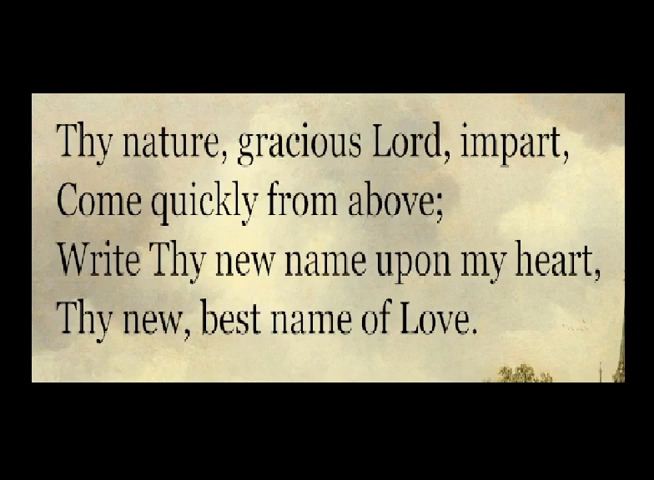 Thy nature, gracious Lord, impart,
Come quickly from above;
Write Thy new name upon my heart,
Thy new, best name of Love.